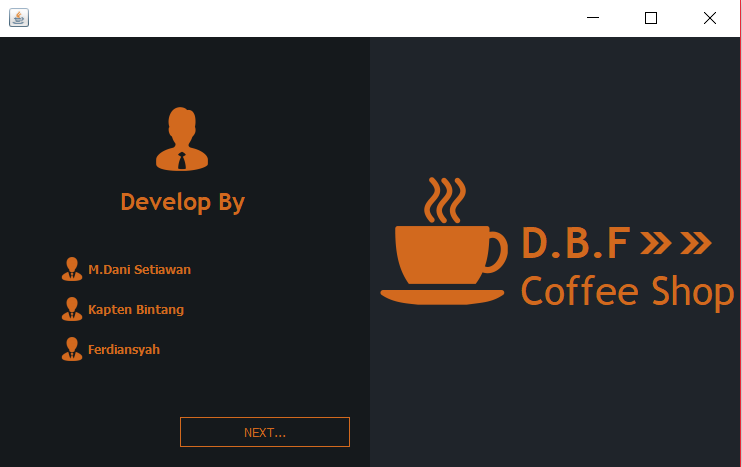 Develop By
M.Dani Setiawan
Kapten Bintang
Ferdiansyah
NEXT...
D.B.F
Coffee Shop